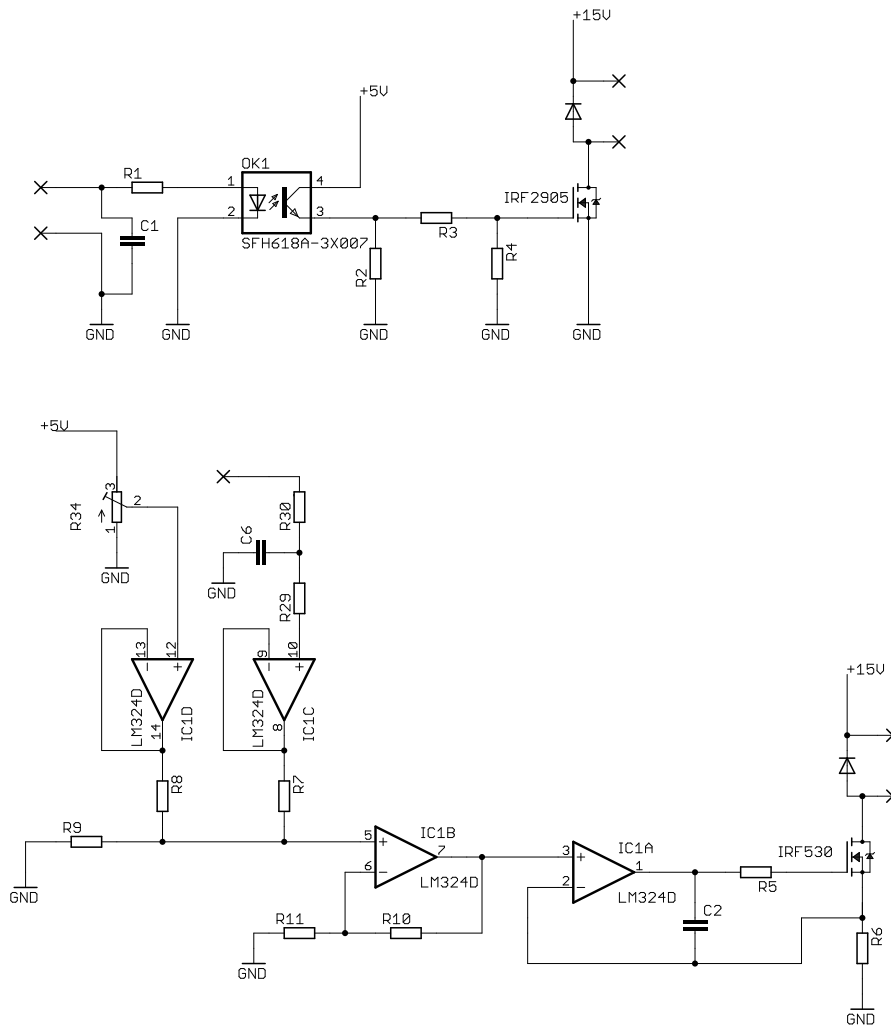 +15V
+5V
OK1
R1
1
4
2
3
C1
SFH618A-3X007
IRF2905
R3
R2
R4
GND
GND
GND
GND
GND
+5V
R34
3
2
1
GND
R30
C6
GND
R29
13
12
- +
9
10
- +
LM324D
IC1D
14
LM324D
IC1C
8
+15V
R8
R7
R9
GND
5
+
6
-
IC1B
7
LM324D
3
+
2
-
IC1A
1
LM324D
IRF530
R5
C2
R11
R10
GND
R6
GND